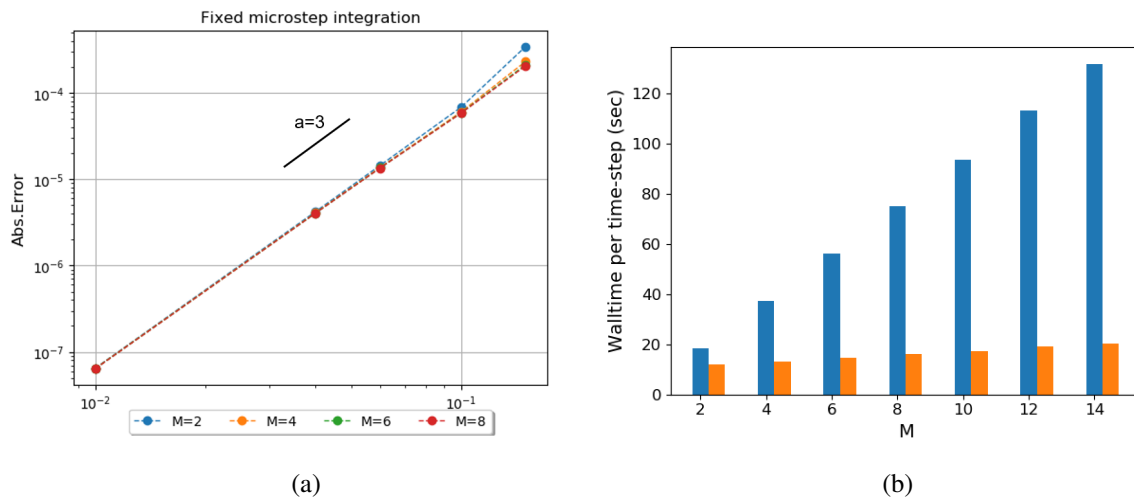 Fixed microstep integration
Abs.Error
10⁻⁴
10⁻⁵
10⁻⁶
10⁻⁷
a=3
10⁻² 10⁻¹
M=2 M=4 M=6 M=8
(a)
Walltime per time-step (sec)
120
100
80
60
40
20
0
2 4 6 8 10 12 14
M
(b)